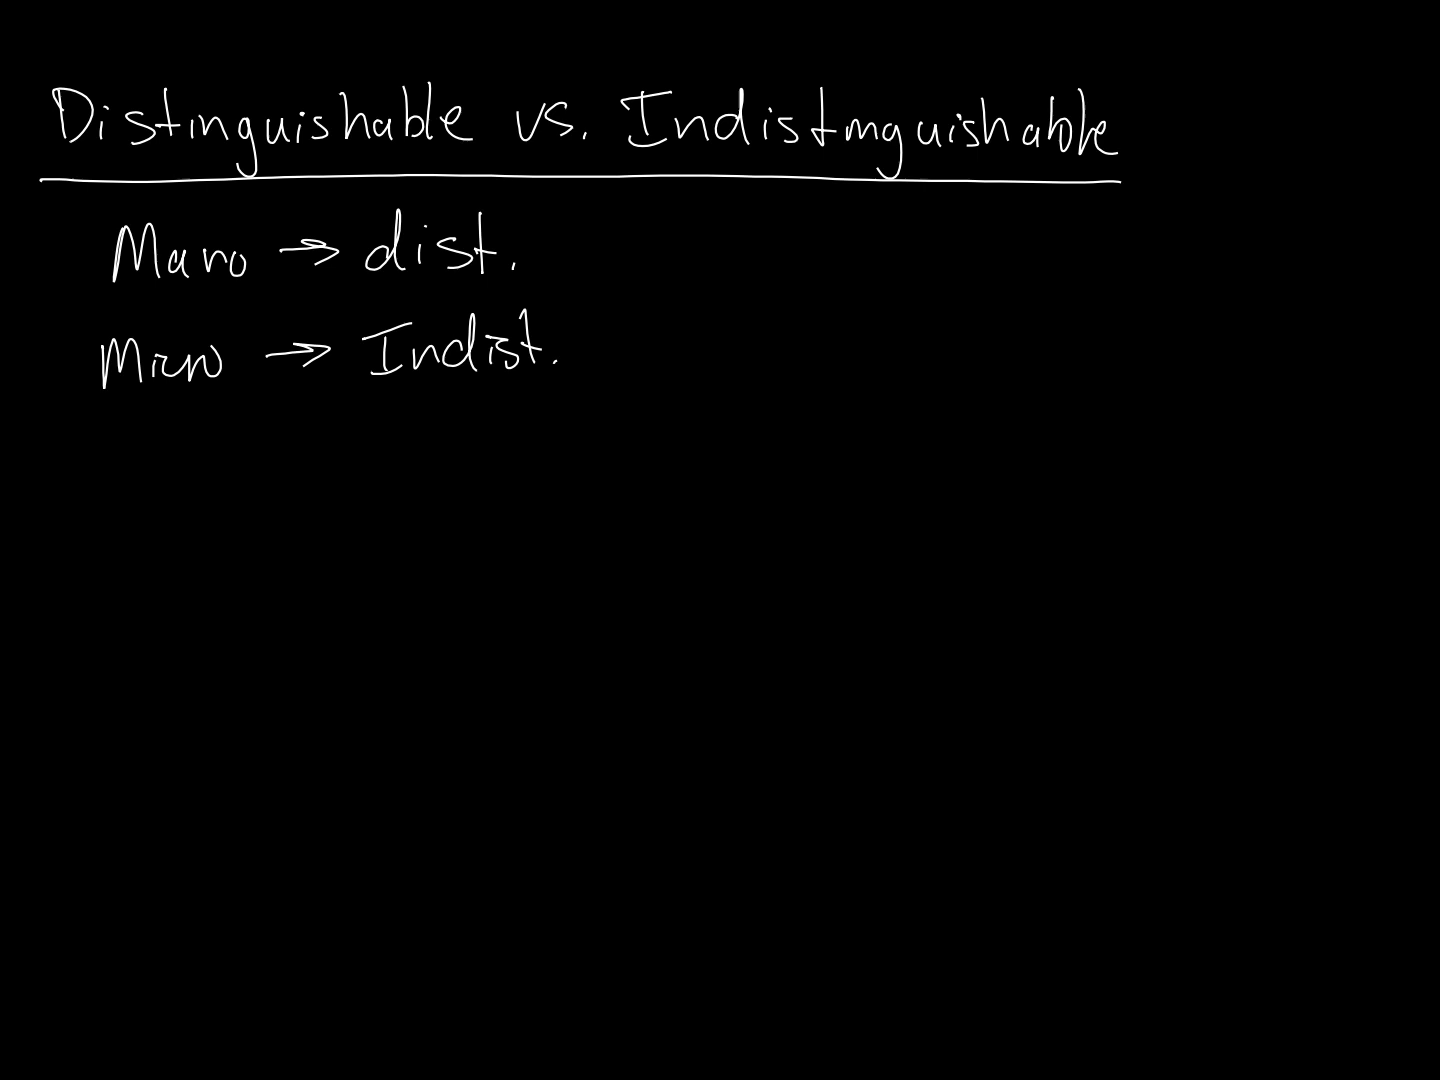 Distinguishable vs. Indistinguishable
Macro → dist.
Micro → Indist.